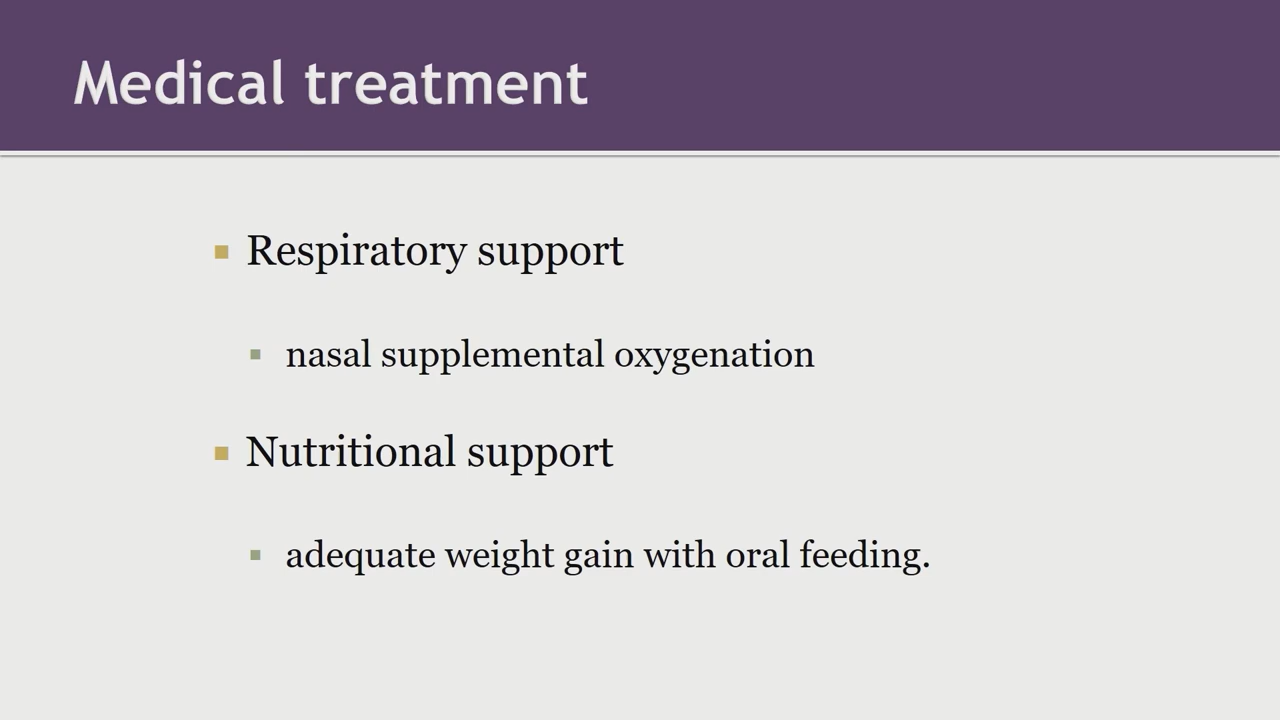 Medical treatment
Respiratory support
nasal supplemental oxygenation
Nutritional support
adequate weight gain with oral feeding.